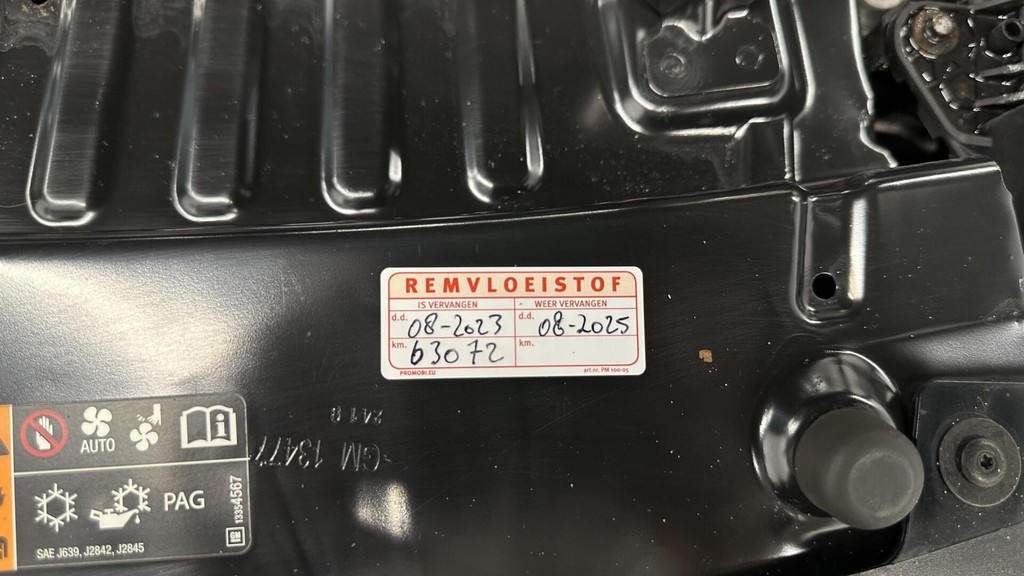 REMVLOEISTOF
IS VERVANGEN WEER VERVANGEN
d.d. 08-2023 d.d. 08-2025
km. 63072 km.
PROMOBI.EU art.nr. PM 100-05
AUTO
PAG
SAE J639, J2842, J2845
GM 13354567
GM 13477